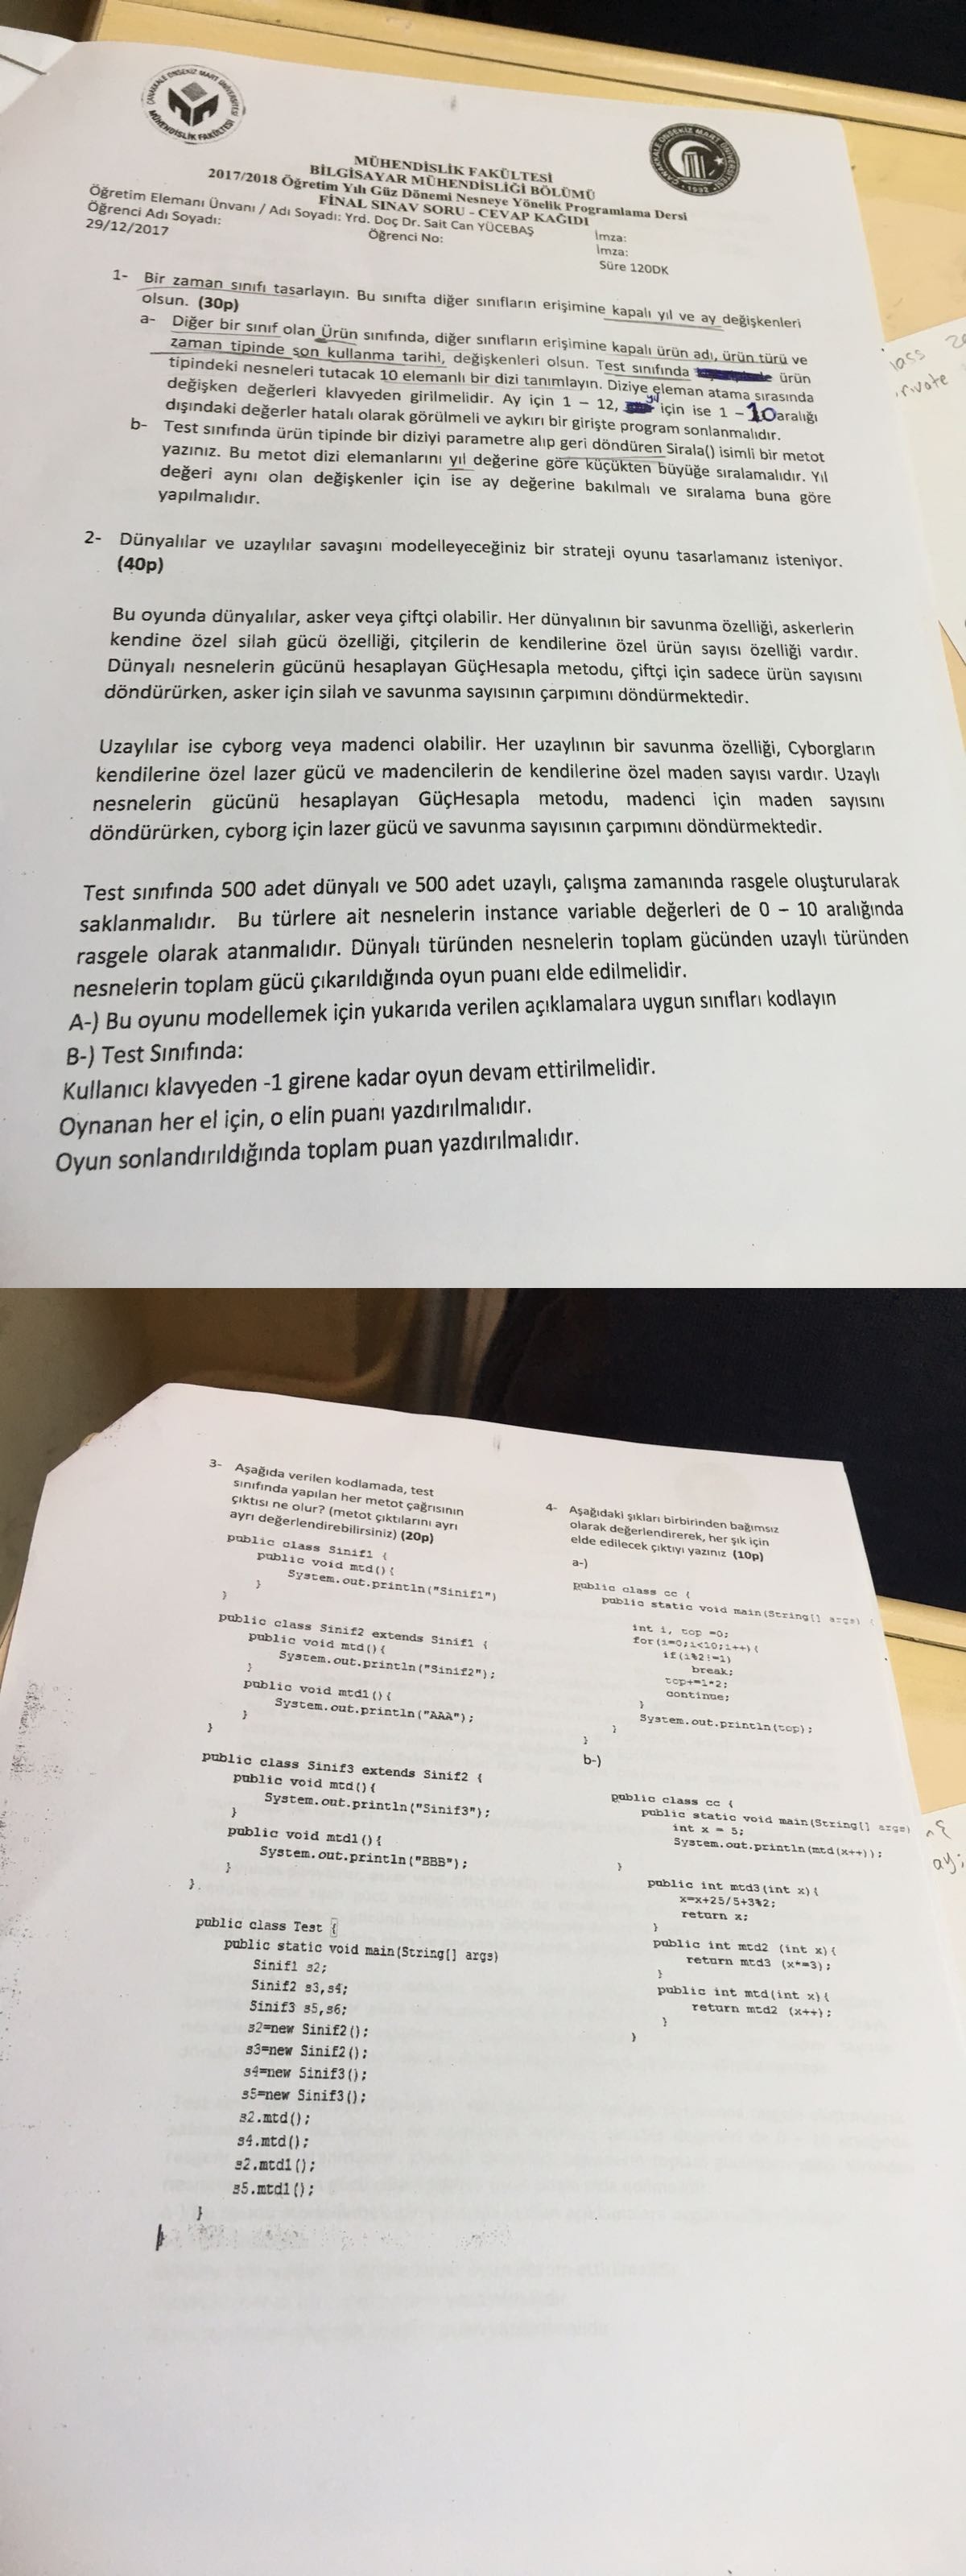 ÇANAKKALE ONSEKİZ MART ÜNİVERSİTESİ
MÜHENDİSLİK FAKÜLTESİ
ÇANAKKALE ONSEKİZ MART ÜNİVERSİTESİ
1992
MÜHENDİSLİK FAKÜLTESİ
BİLGİSAYAR MÜHENDİSLİĞİ BÖLÜMÜ
2017/2018 Öğretim Yılı Güz Dönemi Nesneye Yönelik Programlama Dersi
FİNAL SINAV SORU - CEVAP KAĞIDI
Öğretim Elemanı Ünvanı / Adı Soyadı: Yrd. Doç Dr. Sait Can YÜCEBAŞ İmza:
Öğrenci Adı Soyadı: Öğrenci No: İmza:
29/12/2017 Süre 120DK
1- Bir zaman sınıfı tasarlayın. Bu sınıfta diğer sınıfların erişimine kapalı yıl ve ay değişkenleri
olsun. (30p)
a- Diğer bir sınıf olan Ürün sınıfında, diğer sınıfların erişimine kapalı ürün adı, ürün türü ve
zaman tipinde son kullanma tarihi, değişkenleri olsun. Test sınıfında ürün
tipindeki nesneleri tutacak 10 elemanlı bir dizi tanımlayın. Diziye eleman atama sırasında
değişken değerleri klavyeden girilmelidir. Ay için 1 – 12, yıl için ise 1 – 10 aralığı
dışındaki değerler hatalı olarak görülmeli ve aykırı bir girişte program sonlanmalıdır.
b- Test sınıfında ürün tipinde bir diziyi parametre alıp geri döndüren Sirala() isimli bir metot
yazınız. Bu metot dizi elemanlarını yıl değerine göre küçükten büyüğe sıralamalıdır. Yıl
değeri aynı olan değişkenler için ise ay değerine bakılmalı ve sıralama buna göre
yapılmalıdır.
2- Dünyalılar ve uzaylılar savaşını modelleyeceğiniz bir strateji oyunu tasarlamanız isteniyor.
(40p)
Bu oyunda dünyalılar, asker veya çiftçi olabilir. Her dünyalının bir savunma özelliği, askerlerin
kendine özel silah gücü özelliği, çitçilerin de kendilerine özel ürün sayısı özelliği vardır.
Dünyalı nesnelerin gücünü hesaplayan GüçHesapla metodu, çiftçi için sadece ürün sayısını
döndürürken, asker için silah ve savunma sayısının çarpımını döndürmektedir.
Uzaylılar ise cyborg veya madenci olabilir. Her uzaylının bir savunma özelliği, Cyborgların
kendilerine özel lazer gücü ve madencilerin de kendilerine özel maden sayısı vardır. Uzaylı
nesnelerin gücünü hesaplayan GüçHesapla metodu, madenci için maden sayısını
döndürürken, cyborg için lazer gücü ve savunma sayısının çarpımını döndürmektedir.
Test sınıfında 500 adet dünyalı ve 500 adet uzaylı, çalışma zamanında rasgele oluşturularak
saklanmalıdır. Bu türlere ait nesnelerin instance variable değerleri de 0 – 10 aralığında
rasgele olarak atanmalıdır. Dünyalı türünden nesnelerin toplam gücünden uzaylı türünden
nesnelerin toplam gücü çıkarıldığında oyun puanı elde edilmelidir.
A-) Bu oyunu modellemek için yukarıda verilen açıklamalara uygun sınıfları kodlayın
B-) Test Sınıfında:
Kullanıcı klavyeden -1 girene kadar oyun devam ettirilmelidir.
Oynanan her el için, o elin puanı yazdırılmalıdır.
Oyun sonlandırıldığında toplam puan yazdırılmalıdır.
3- Aşağıda verilen kodlamada, test
sınıfında yapılan her metot çağrısının
çıktısı ne olur? (metot çıktılarını ayrı
ayrı değerlendirebilirsiniz) (20p)
public class Sinif1 {
public void mtd(){
System.out.println("Sinif1")
}
}
public class Sinif2 extends Sinif1 {
public void mtd(){
System.out.println("Sinif2");
}
public void mtd1(){
System.out.println("AAA");
}
}
public class Sinif3 extends Sinif2 {
public void mtd(){
System.out.println("Sinif3");
}
public void mtd1(){
System.out.println("BBB");
}
}
public class Test {
public static void main(String[] args)
Sinif1 s2;
Sinif2 s3,s4;
Sinif3 s5,s6;
s2=new Sinif2();
s3=new Sinif2();
s4=new Sinif3();
s5=new Sinif3();
s2.mtd();
s4.mtd();
s2.mtd1();
s5.mtd1();
}
4- Aşağıdaki şıkları birbirinden bağımsız
olarak değerlendirerek, her şık için
elde edilecek çıktıyı yazınız (10p)
a-)
public class cc {
public static void main(String[] args) {
int i, top =0;
for(i=0;i<10;i++){
if(i%2!=1)
break;
top+=i*2;
continue;
}
System.out.println(top);
}
}
b-)
public class cc {
public static void main(String[] args)
int x = 5;
System.out.println(mtd(x++));
}
public int mtd3(int x){
x=x+25/5+3%2;
return x;
}
public int mtd2 (int x){
return mtd3 (x*=3);
}
public int mtd(int x){
return mtd2 (x++);
}
}
ay;